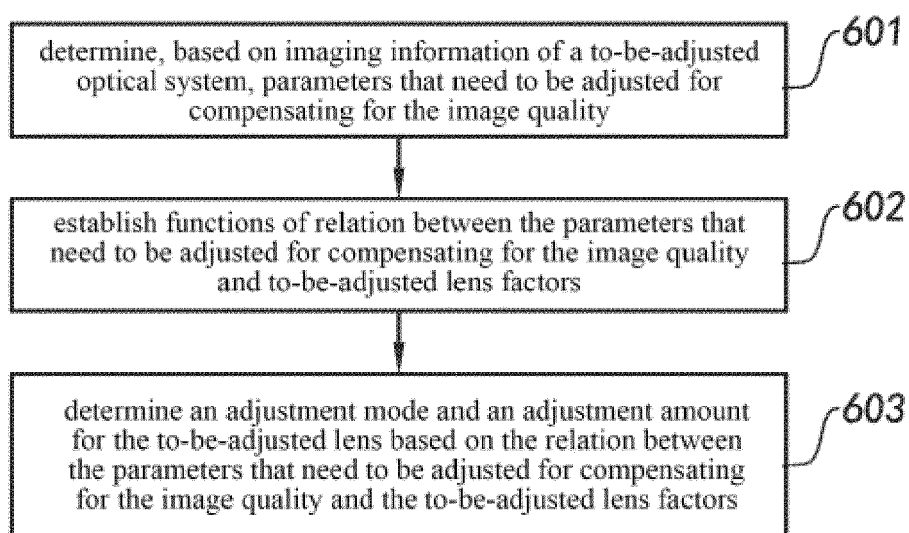 601
determine, based on imaging information of a to-be-adjusted
optical system, parameters that need to be adjusted for
compensating for the image quality
602
establish functions of relation between the parameters that
need to be adjusted for compensating for the image quality
and to-be-adjusted lens factors
603
determine an adjustment mode and an adjustment amount
for the to-be-adjusted lens based on the relation between
the parameters that need to be adjusted for compensating
for the image quality and the to-be-adjusted lens factors